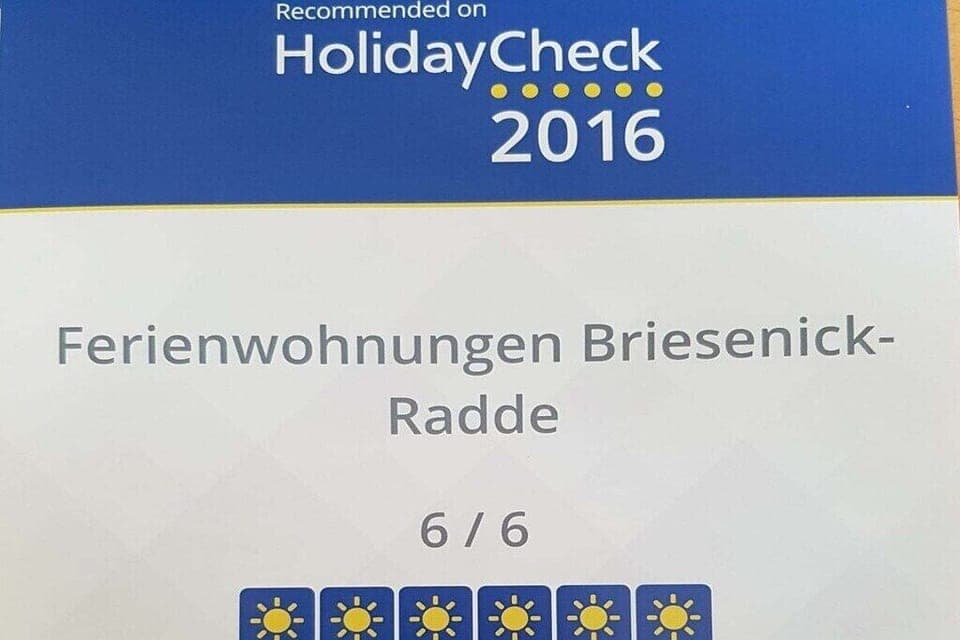 Recommended on
HolidayCheck
2016
Ferienwohnungen Briesenick-
Radde
6 / 6